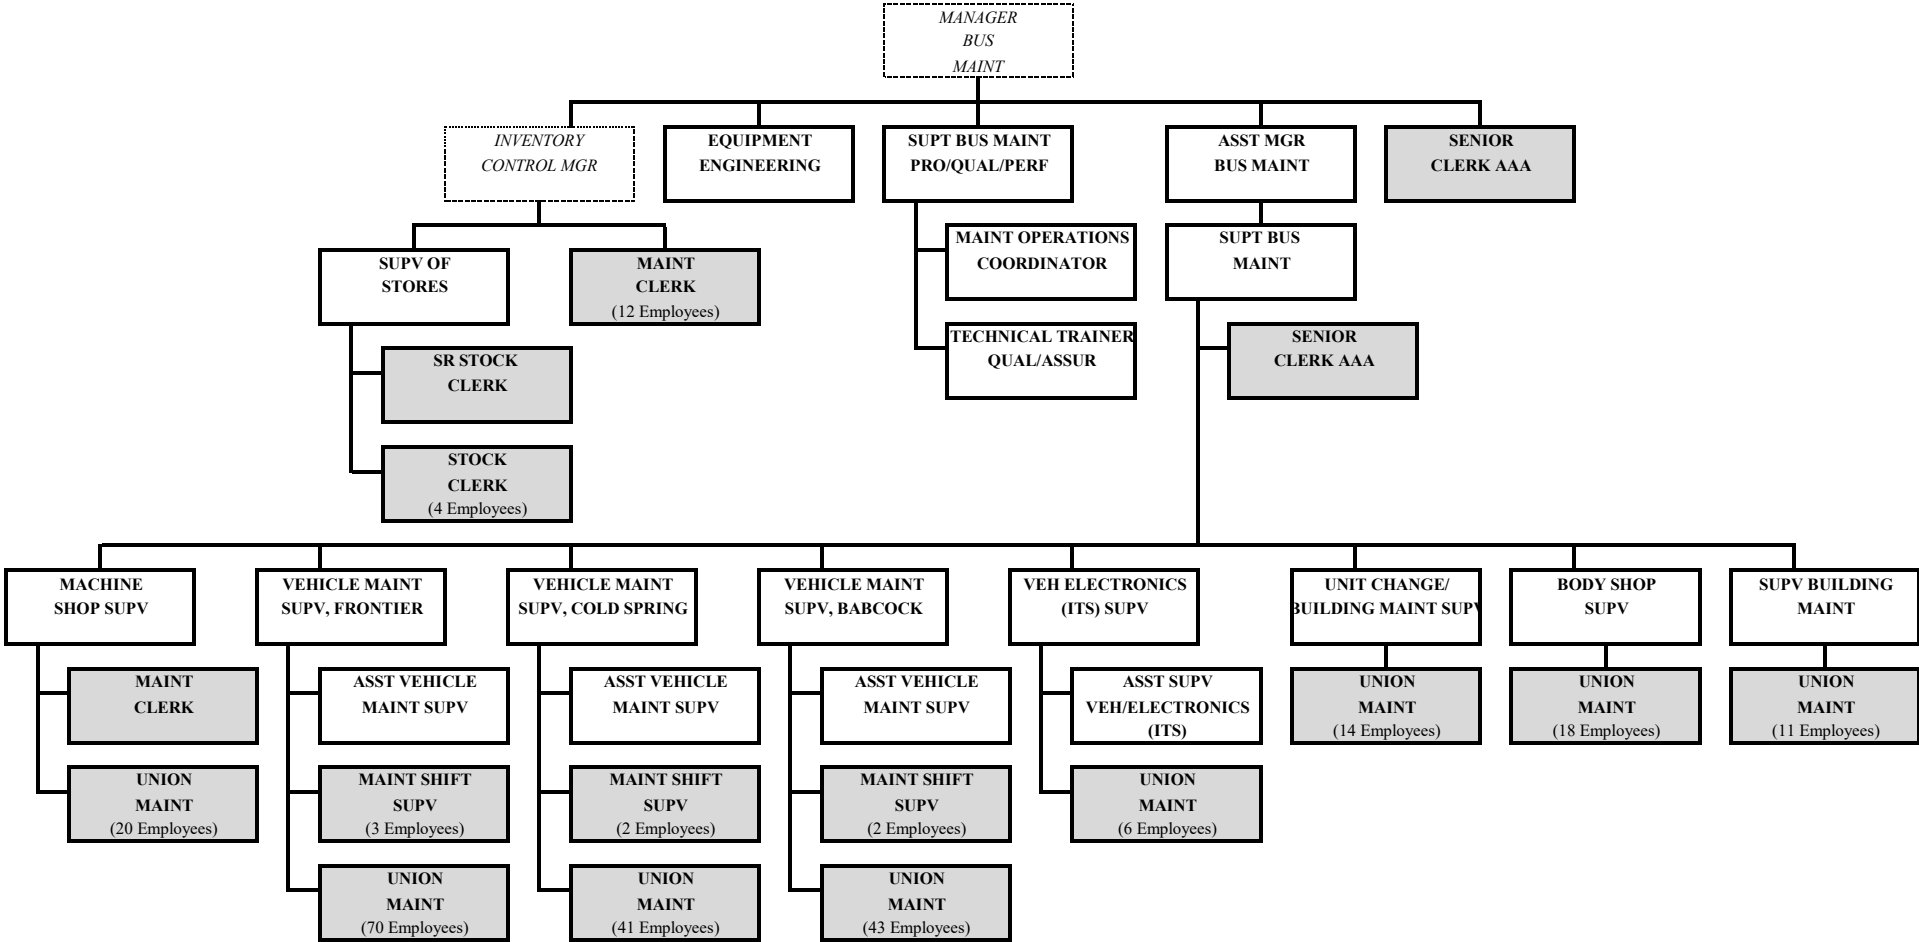 MANAGER
BUS
MAINT
INVENTORY
CONTROL MGR
EQUIPMENT
ENGINEERING
SUPT BUS MAINT
PRO/QUAL/PERF
ASST MGR
BUS MAINT
SENIOR
CLERK AAA
SUPV OF
STORES
MAINT
CLERK
(12 Employees)
MAINT OPERATIONS
COORDINATOR
SUPT BUS
MAINT
TECHNICAL TRAINER
QUAL/ASSUR
SENIOR
CLERK AAA
SR STOCK
CLERK
STOCK
CLERK
(4 Employees)
MACHINE
SHOP SUPV
VEHICLE MAINT
SUPV, FRONTIER
VEHICLE MAINT
SUPV, COLD SPRING
VEHICLE MAINT
SUPV, BABCOCK
VEH ELECTRONICS
(ITS) SUPV
UNIT CHANGE/
BUILDING MAINT SUPV
BODY SHOP
SUPV
SUPV BUILDING
MAINT
MAINT
CLERK
ASST VEHICLE
MAINT SUPV
ASST VEHICLE
MAINT SUPV
ASST VEHICLE
MAINT SUPV
ASST SUPV
VEH/ELECTRONICS
(ITS)
UNION
MAINT
(14 Employees)
UNION
MAINT
(18 Employees)
UNION
MAINT
(11 Employees)
UNION
MAINT
(20 Employees)
MAINT SHIFT
SUPV
(3 Employees)
MAINT SHIFT
SUPV
(2 Employees)
MAINT SHIFT
SUPV
(2 Employees)
UNION
MAINT
(6 Employees)
UNION
MAINT
(70 Employees)
UNION
MAINT
(41 Employees)
UNION
MAINT
(43 Employees)